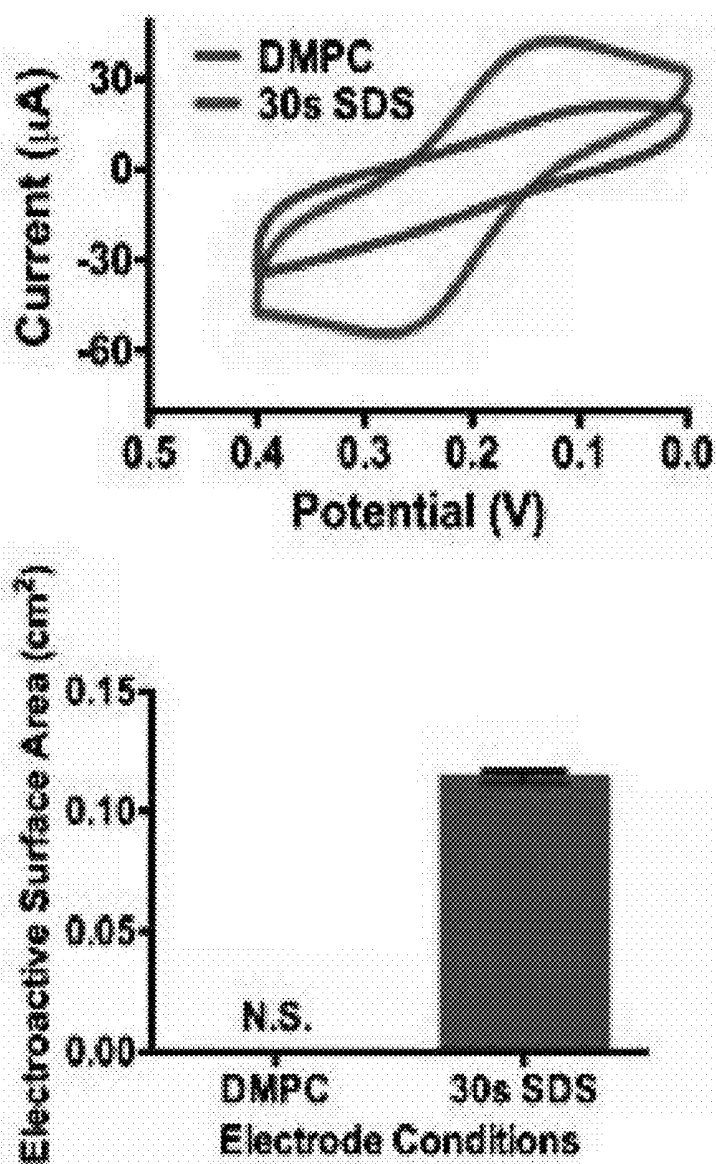 DMPC
30s SDS
Current (µA)
30
0
-30
-60
0.5 0.4 0.3 0.2 0.1 0.0
Potential (V)
Electroactive Surface Area (cm²)
0.15
0.10
0.05
0.00
N.S.
DMPC 30s SDS
Electrode Conditions